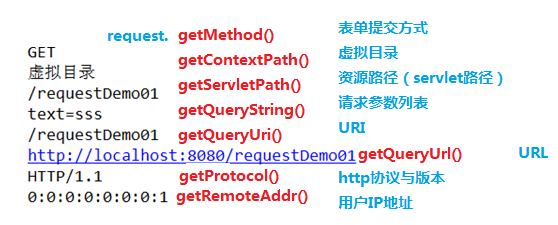 request. getMethod() 表单提交方式
GET getContextPath() 虚拟目录
虚拟目录 getServletPath() 资源路径（servlet路径）
/requestDemo01 getQueryString() 请求参数列表
text=sss
/requestDemo01 getQueryUri() URI
http://localhost:8080/requestDemo01 getQueryUrl() URL
HTTP/1.1 getProtocol() http协议与版本
0:0:0:0:0:0:0:1 getRemoteAddr() 用户IP地址